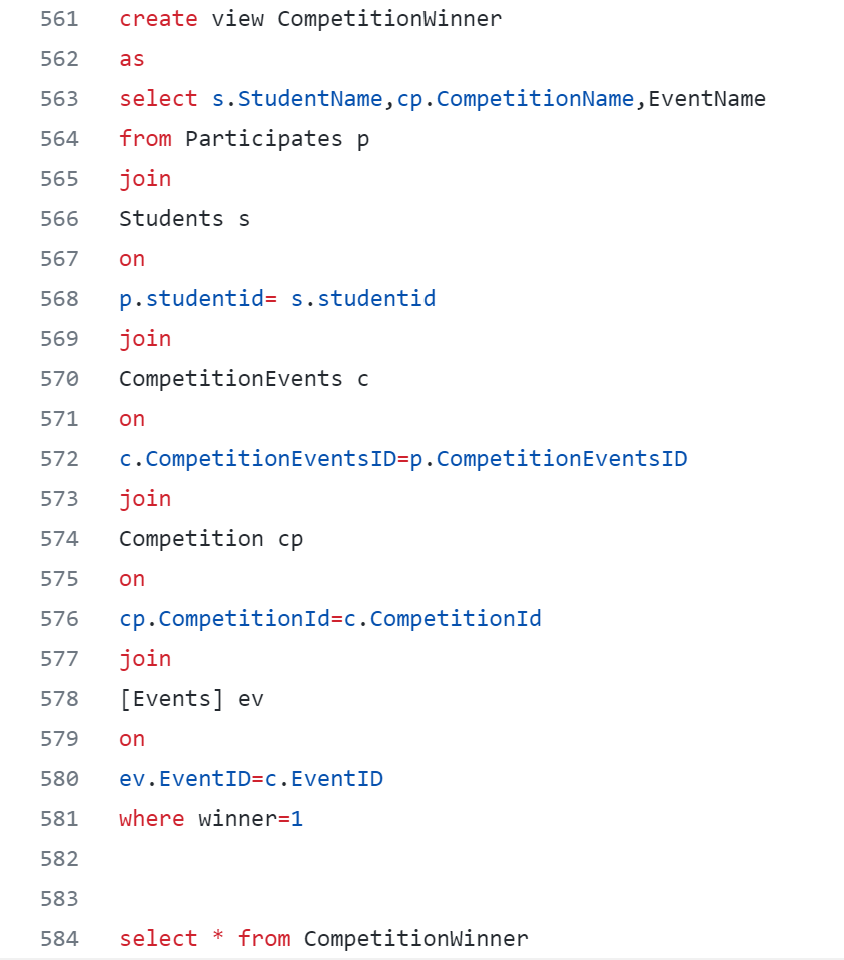 561 create view CompetitionWinner
562 as
563 select s.StudentName,cp.CompetitionName,EventName
564 from Participates p
565 join
566 Students s
567 on
568 p.studentid= s.studentid
569 join
570 CompetitionEvents c
571 on
572 c.CompetitionEventsID=p.CompetitionEventsID
573 join
574 Competition cp
575 on
576 cp.CompetitionId=c.CompetitionId
577 join
578 [Events] ev
579 on
580 ev.EventID=c.EventID
581 where winner=1
582
583
584 select * from CompetitionWinner